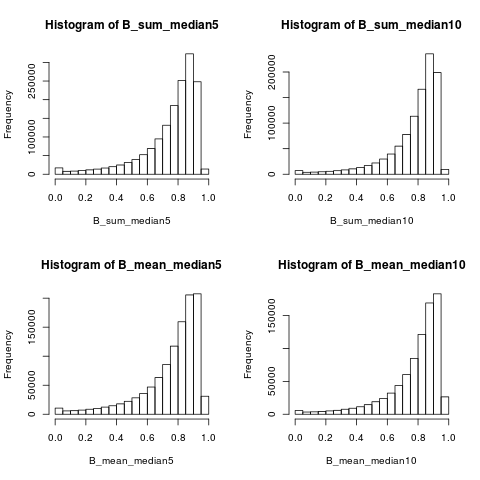 Histogram of B_sum_median5
Frequency
0
100000
250000
0.0 0.2 0.4 0.6 0.8 1.0
B_sum_median5
Histogram of B_sum_median10
Frequency
0
100000
200000
0.0 0.2 0.4 0.6 0.8 1.0
B_sum_median10
Histogram of B_mean_median5
Frequency
0
50000
150000
0.0 0.2 0.4 0.6 0.8 1.0
B_mean_median5
Histogram of B_mean_median10
Frequency
0
50000
150000
0.0 0.2 0.4 0.6 0.8 1.0
B_mean_median10